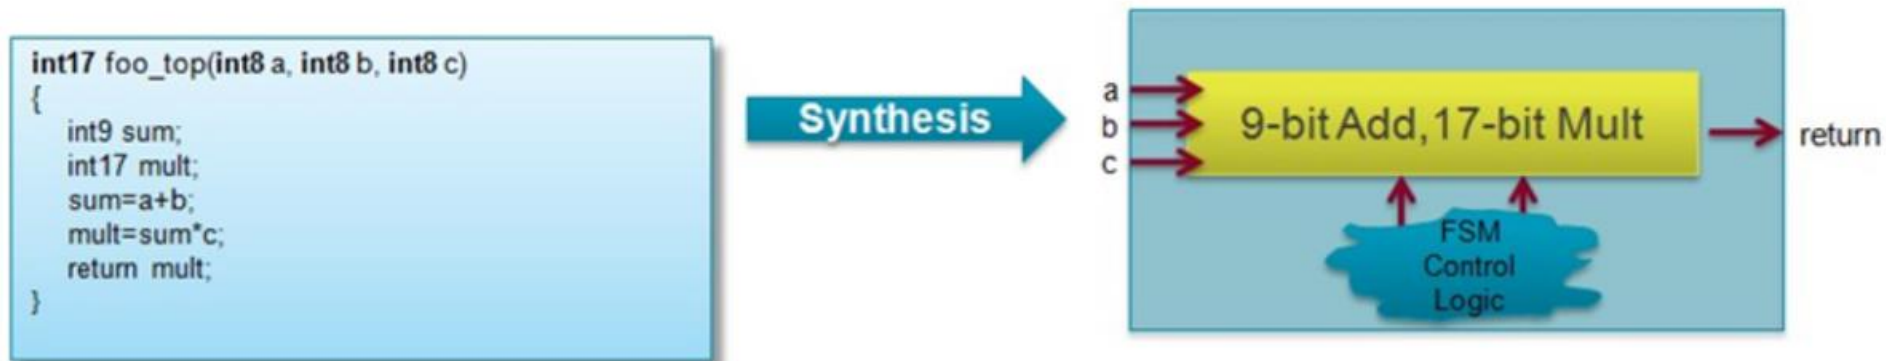 int17 foo_top(int8 a, int8 b, int8 c)
{
int9 sum;
int17 mult;
sum=a+b;
mult=sum*c;
return mult;
}
Synthesis
a
b
c
9-bit Add,17-bit Mult
return
FSM
Control
Logic